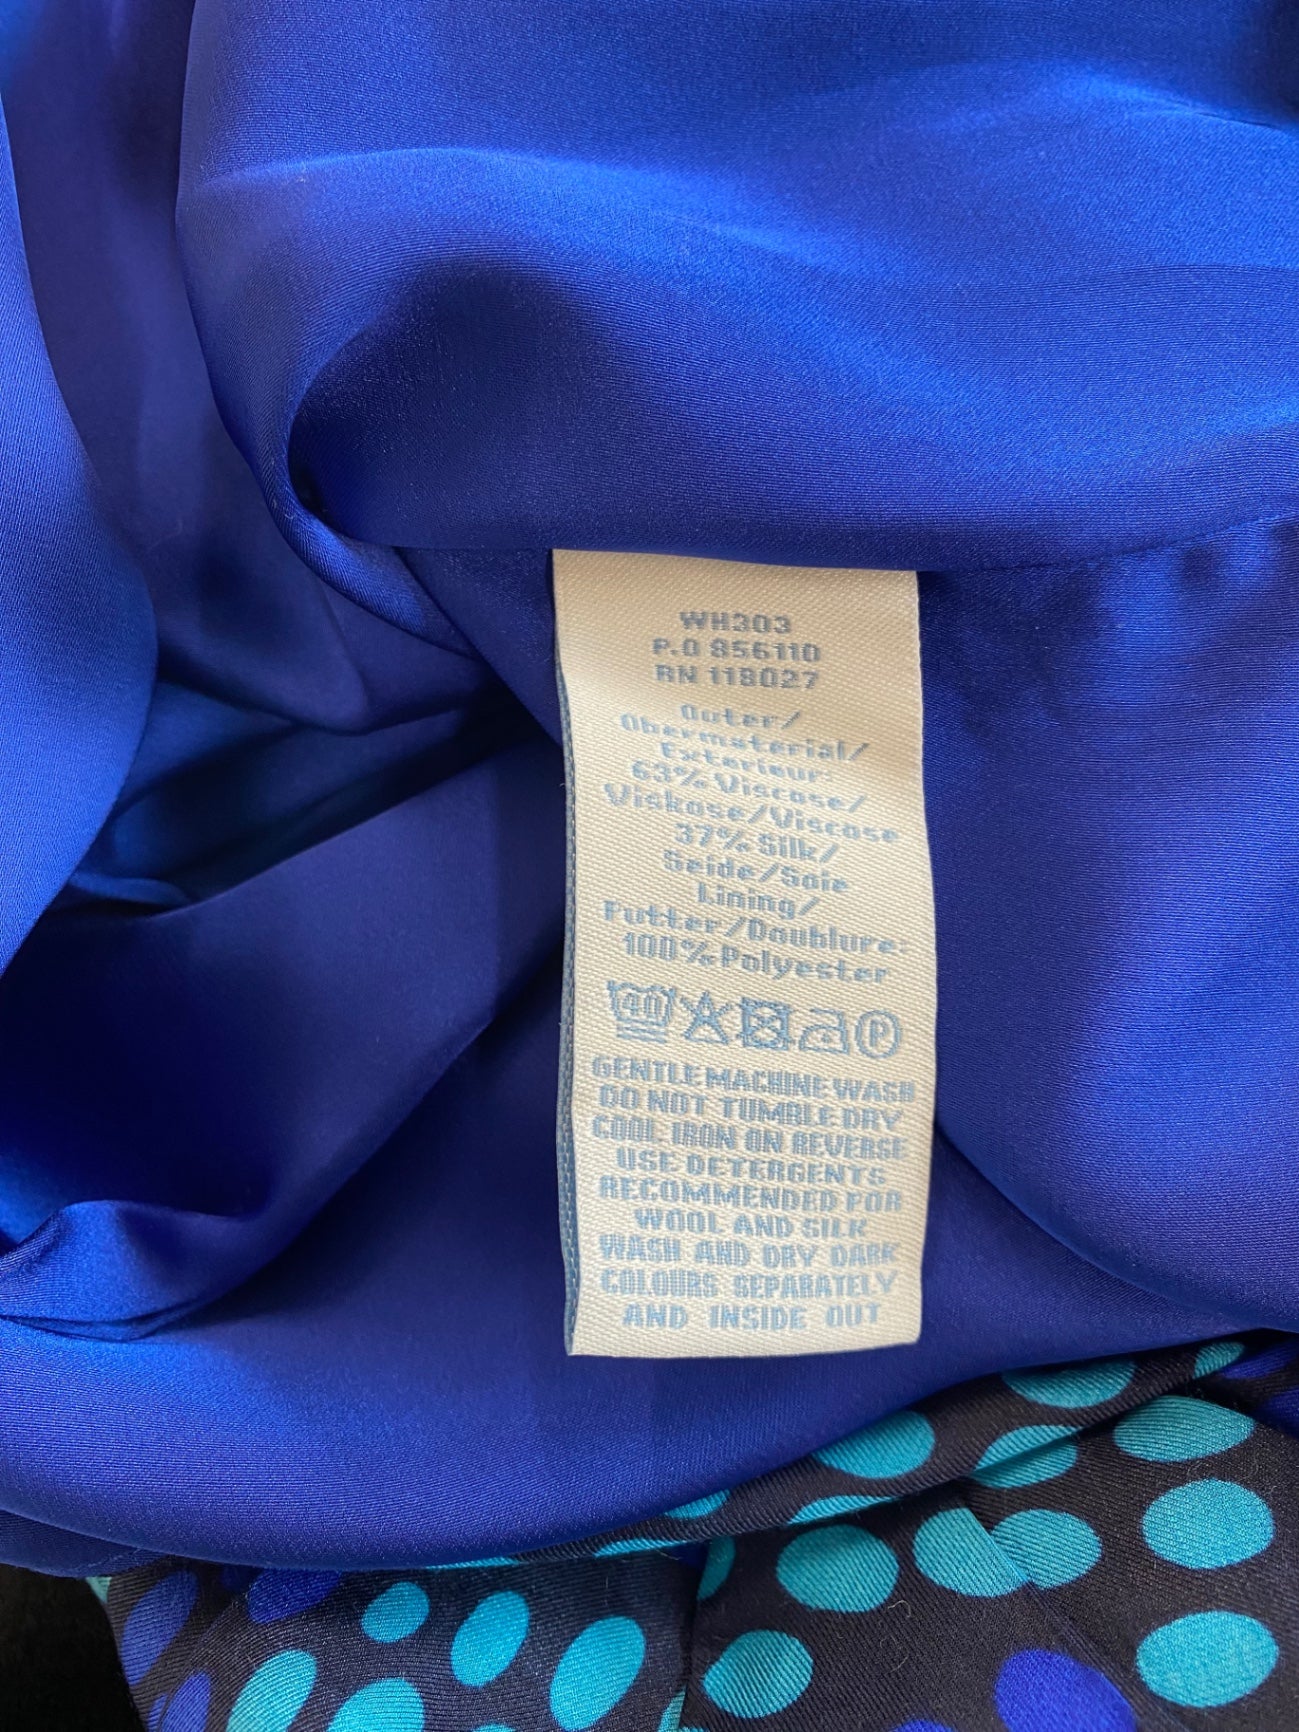 WH303
P.O 856110
RN 118027
Outer/
Obermaterial/
Exterieur:
63% Viscose/
Viskose/Viscose
37% Silk/
Seide/Soie
Lining/
Futter/Doublure:
100% Polyester
40 P
GENTLE MACHINE WASH
DO NOT TUMBLE DRY
COOL IRON ON REVERSE
USE DETERGENTS
RECOMMENDED FOR
WOOL AND SILK
WASH AND DRY DARK
COLOURS SEPARATELY
AND INSIDE OUT